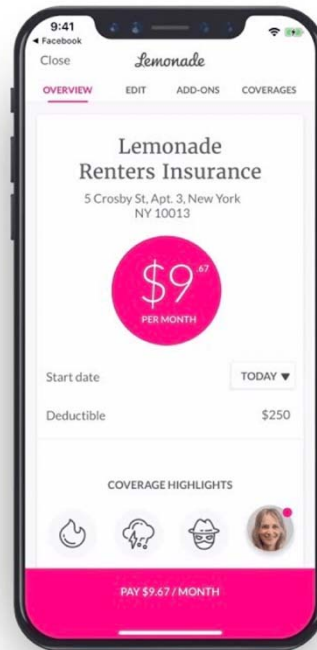 9:41
◄ Facebook
Close
Lemonade
OVERVIEW EDIT ADD-ONS COVERAGES
Lemonade
Renters Insurance
5 Crosby St, Apt. 3, New York
NY 10013
$9.67
PER MONTH
Start date TODAY ▼
Deductible $250
COVERAGE HIGHLIGHTS
PAY $9.67 / MONTH